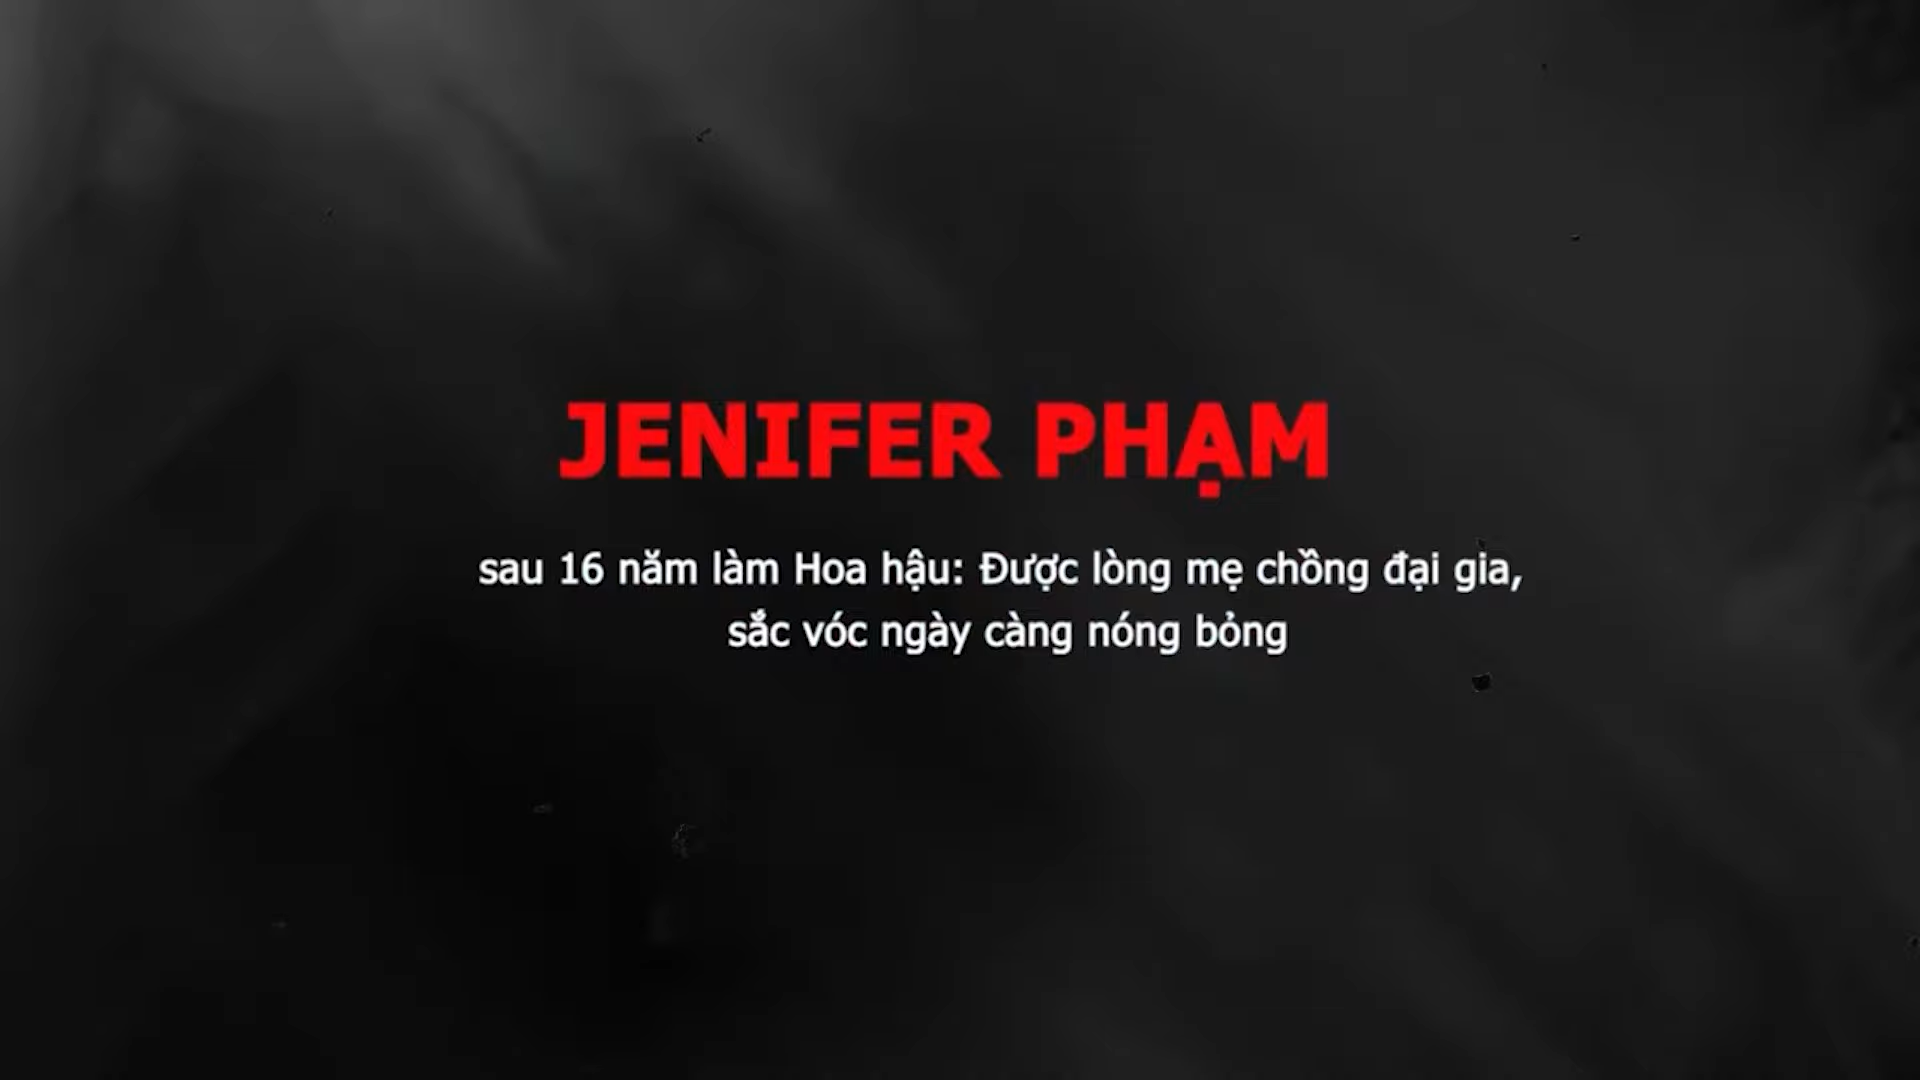 JENIFER PHẠM
sau 16 năm làm Hoa hậu: Được lòng mẹ chồng đại gia,
sắc vóc ngày càng nóng bỏng